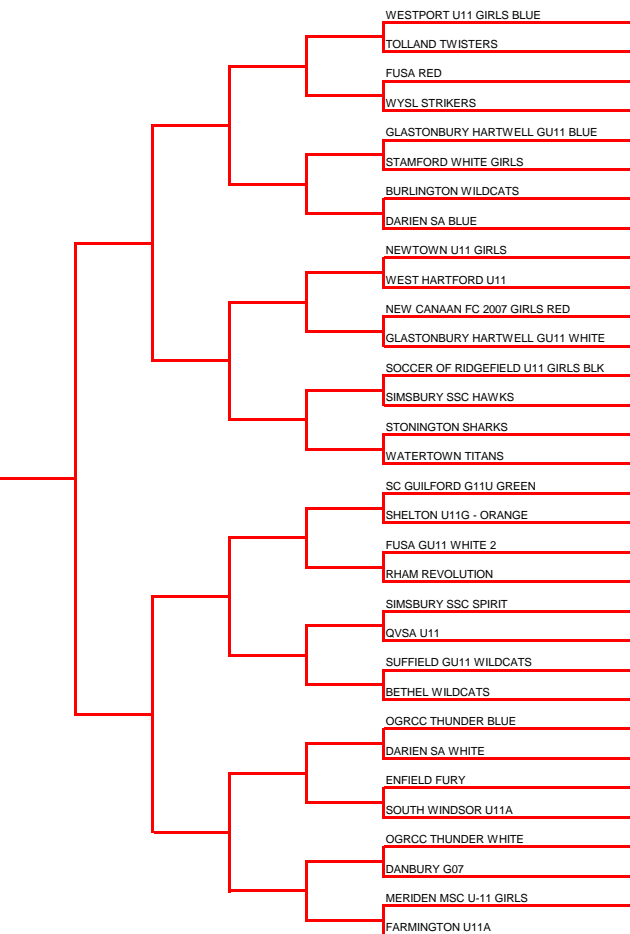 WESTPORT U11 GIRLS BLUE
TOLLAND TWISTERS
FUSA RED
WYSL STRIKERS
GLASTONBURY HARTWELL GU11 BLUE
STAMFORD WHITE GIRLS
BURLINGTON WILDCATS
DARIEN SA BLUE
NEWTOWN U11 GIRLS
WEST HARTFORD U11
NEW CANAAN FC 2007 GIRLS RED
GLASTONBURY HARTWELL GU11 WHITE
SOCCER OF RIDGEFIELD U11 GIRLS BLK
SIMSBURY SSC HAWKS
STONINGTON SHARKS
WATERTOWN TITANS
SC GUILFORD G11U GREEN
SHELTON U11G - ORANGE
FUSA GU11 WHITE 2
RHAM REVOLUTION
SIMSBURY SSC SPIRIT
QVSA U11
SUFFIELD GU11 WILDCATS
BETHEL WILDCATS
OGRCC THUNDER BLUE
DARIEN SA WHITE
ENFIELD FURY
SOUTH WINDSOR U11A
OGRCC THUNDER WHITE
DANBURY G07
MERIDEN MSC U-11 GIRLS
FARMINGTON U11A